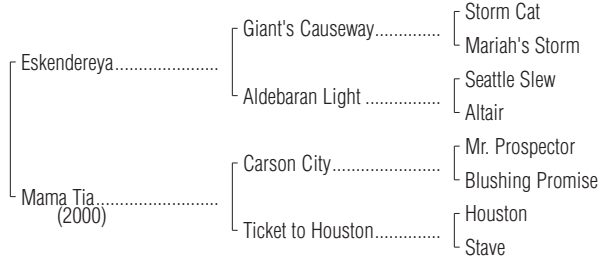 Storm Cat
Giant's Causeway..............
Mariah's Storm
Eskendereya......................
Seattle Slew
Aldebaran Light ................
Altair
Mr. Prospector
Carson City.......................
Blushing Promise
Mama Tia..........................
(2000)
Houston
Ticket to Houston..............
Stave